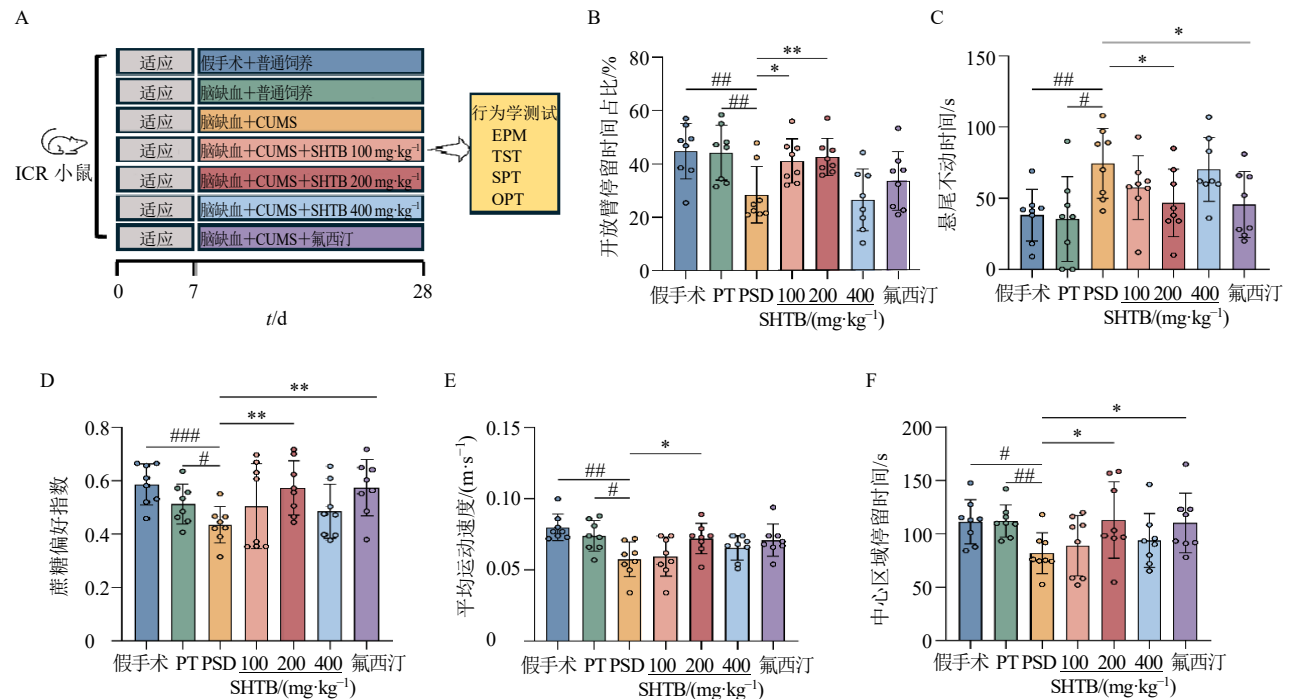 A
ICR 小鼠
适应 假手术＋普通饲养
适应 脑缺血＋普通饲养
适应 脑缺血＋CUMS
适应 脑缺血＋CUMS＋SHTB 100 mg·kg⁻¹
适应 脑缺血＋CUMS＋SHTB 200 mg·kg⁻¹
适应 脑缺血＋CUMS＋SHTB 400 mg·kg⁻¹
适应 脑缺血＋CUMS＋氟西汀
行为学测试
EPM
TST
SPT
OPT
0 7 28
t/d
B
开放臂停留时间占比/%
80
60
40
20
0
##
##
*
**
假手术 PT PSD 100 200 400 氟西汀
SHTB/(mg·kg⁻¹)
C
悬尾不动时间/s
150
100
50
0
##
#
*
*
假手术 PT PSD 100 200 400 氟西汀
SHTB/(mg·kg⁻¹)
D
蔗糖偏好指数
0.8
0.6
0.4
0.2
0
###
#
**
**
假手术 PT PSD 100 200 400 氟西汀
SHTB/(mg·kg⁻¹)
E
平均运动速度/(m·s⁻¹)
0.15
0.10
0.05
0
##
#
*
假手术 PT PSD 100 200 400 氟西汀
SHTB/(mg·kg⁻¹)
F
中心区域停留时间/s
200
150
100
50
0
#
##
*
*
假手术 PT PSD 100 200 400 氟西汀
SHTB/(mg·kg⁻¹)